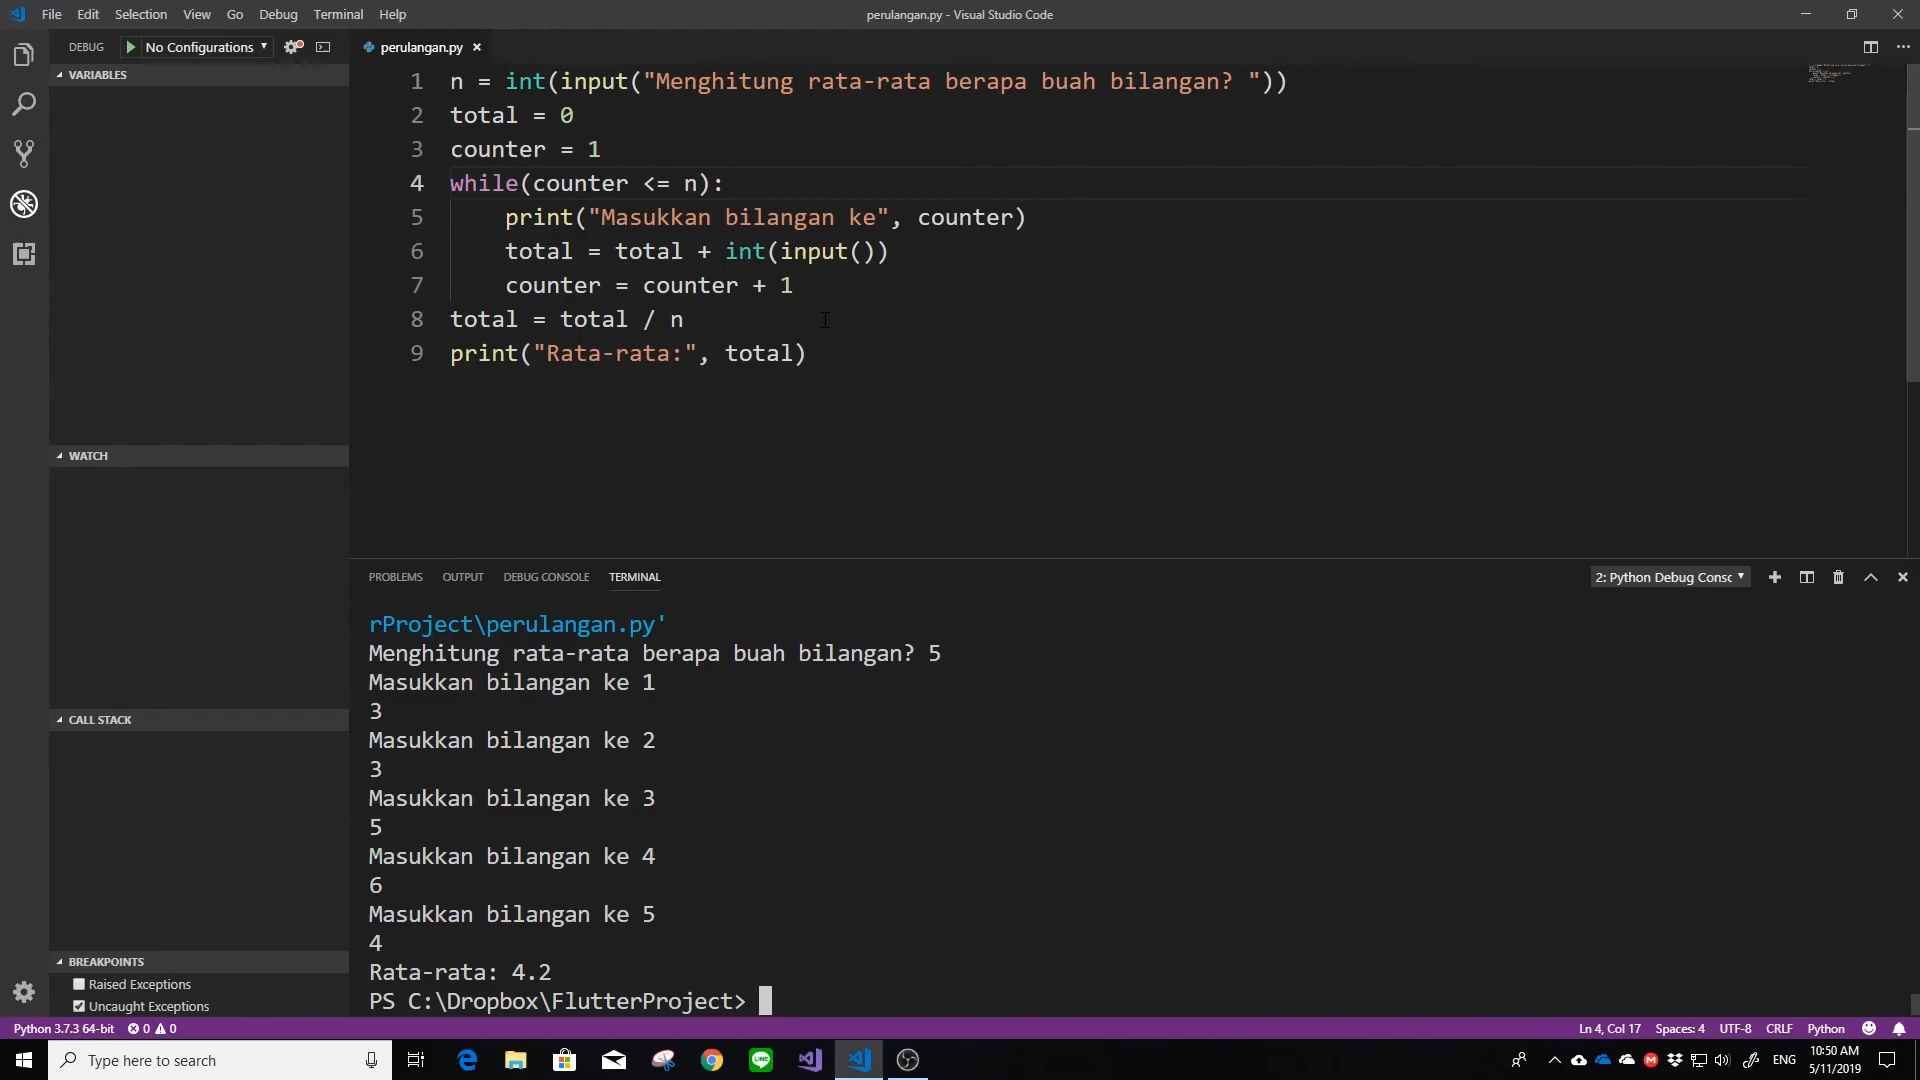 File Edit Selection View Go Debug Terminal Help
perulangan.py - Visual Studio Code
DEBUG No Configurations
perulangan.py
VARIABLES
1 n = int(input("Menghitung rata-rata berapa buah bilangan? "))
2 total = 0
3 counter = 1
4 while(counter <= n):
5 print("Masukkan bilangan ke", counter)
6 total = total + int(input())
7 counter = counter + 1
8 total = total / n
9 print("Rata-rata:", total)
WATCH
CALL STACK
BREAKPOINTS
Raised Exceptions
Uncaught Exceptions
PROBLEMS OUTPUT DEBUG CONSOLE TERMINAL
2: Python Debug Consc
rProject\perulangan.py'
Menghitung rata-rata berapa buah bilangan? 5
Masukkan bilangan ke 1
3
Masukkan bilangan ke 2
3
Masukkan bilangan ke 3
5
Masukkan bilangan ke 4
6
Masukkan bilangan ke 5
4
Rata-rata: 4.2
PS C:\Dropbox\FlutterProject>
Python 3.7.3 64-bit 0 0
Ln 4, Col 17 Spaces: 4 UTF-8 CRLF Python
Type here to search
LINE
ENG
10:50 AM
5/11/2019